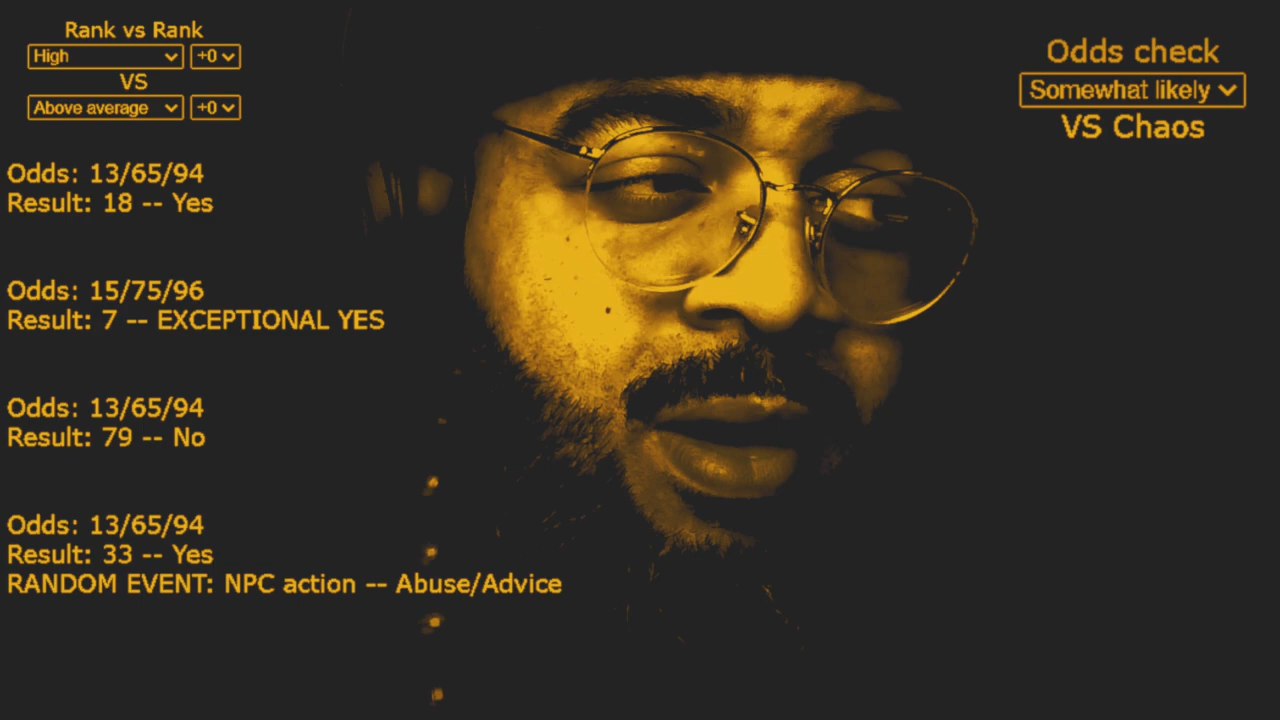 Rank vs Rank
High +0
VS
Above average +0
Odds check
Somewhat likely
VS Chaos
Odds: 13/65/94
Result: 18 -- Yes
Odds: 15/75/96
Result: 7 -- EXCEPTIONAL YES
Odds: 13/65/94
Result: 79 -- No
Odds: 13/65/94
Result: 33 -- Yes
RANDOM EVENT: NPC action -- Abuse/Advice